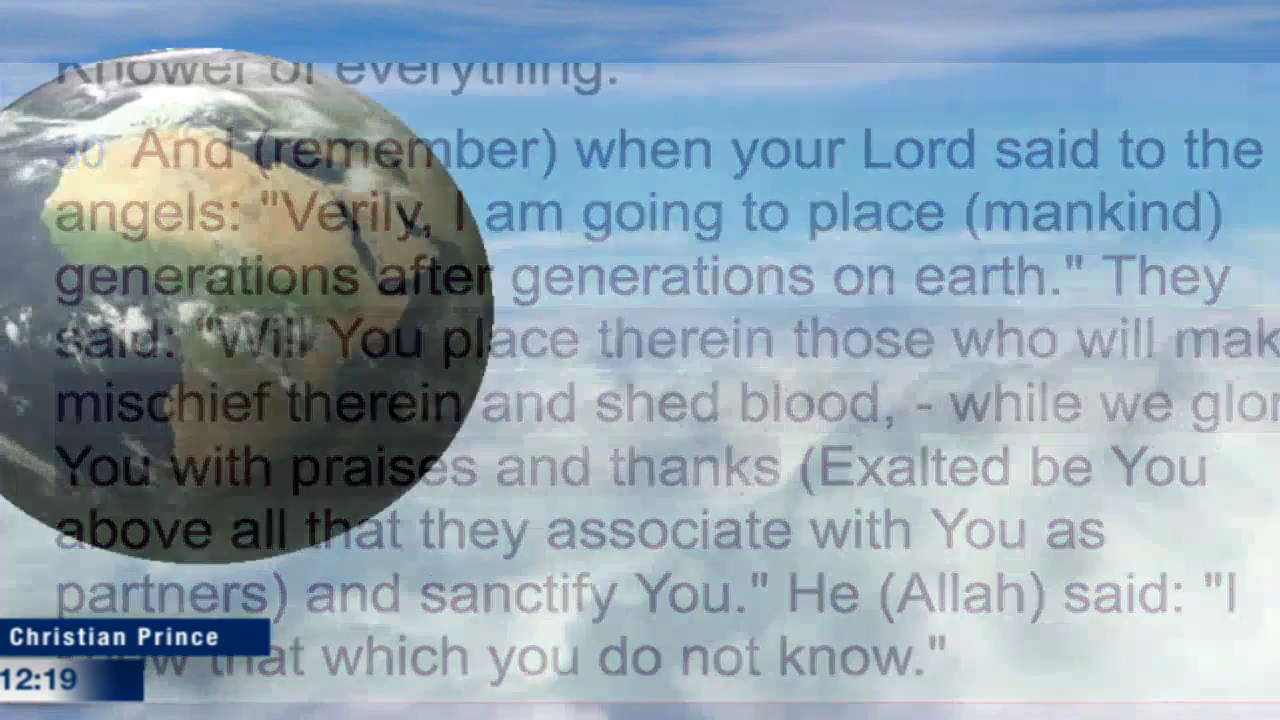 Knower of everything.
30 And (remember) when your Lord said to the
angels: "Verily, I am going to place (mankind)
generations after generations on earth." They
said: "Will You place therein those who will mak
mischief therein and shed blood, - while we glor
You with praises and thanks (Exalted be You
above all that they associate with You as
partners) and sanctify You." He (Allah) said: "I
that which you do not know."
Christian Prince
12:19